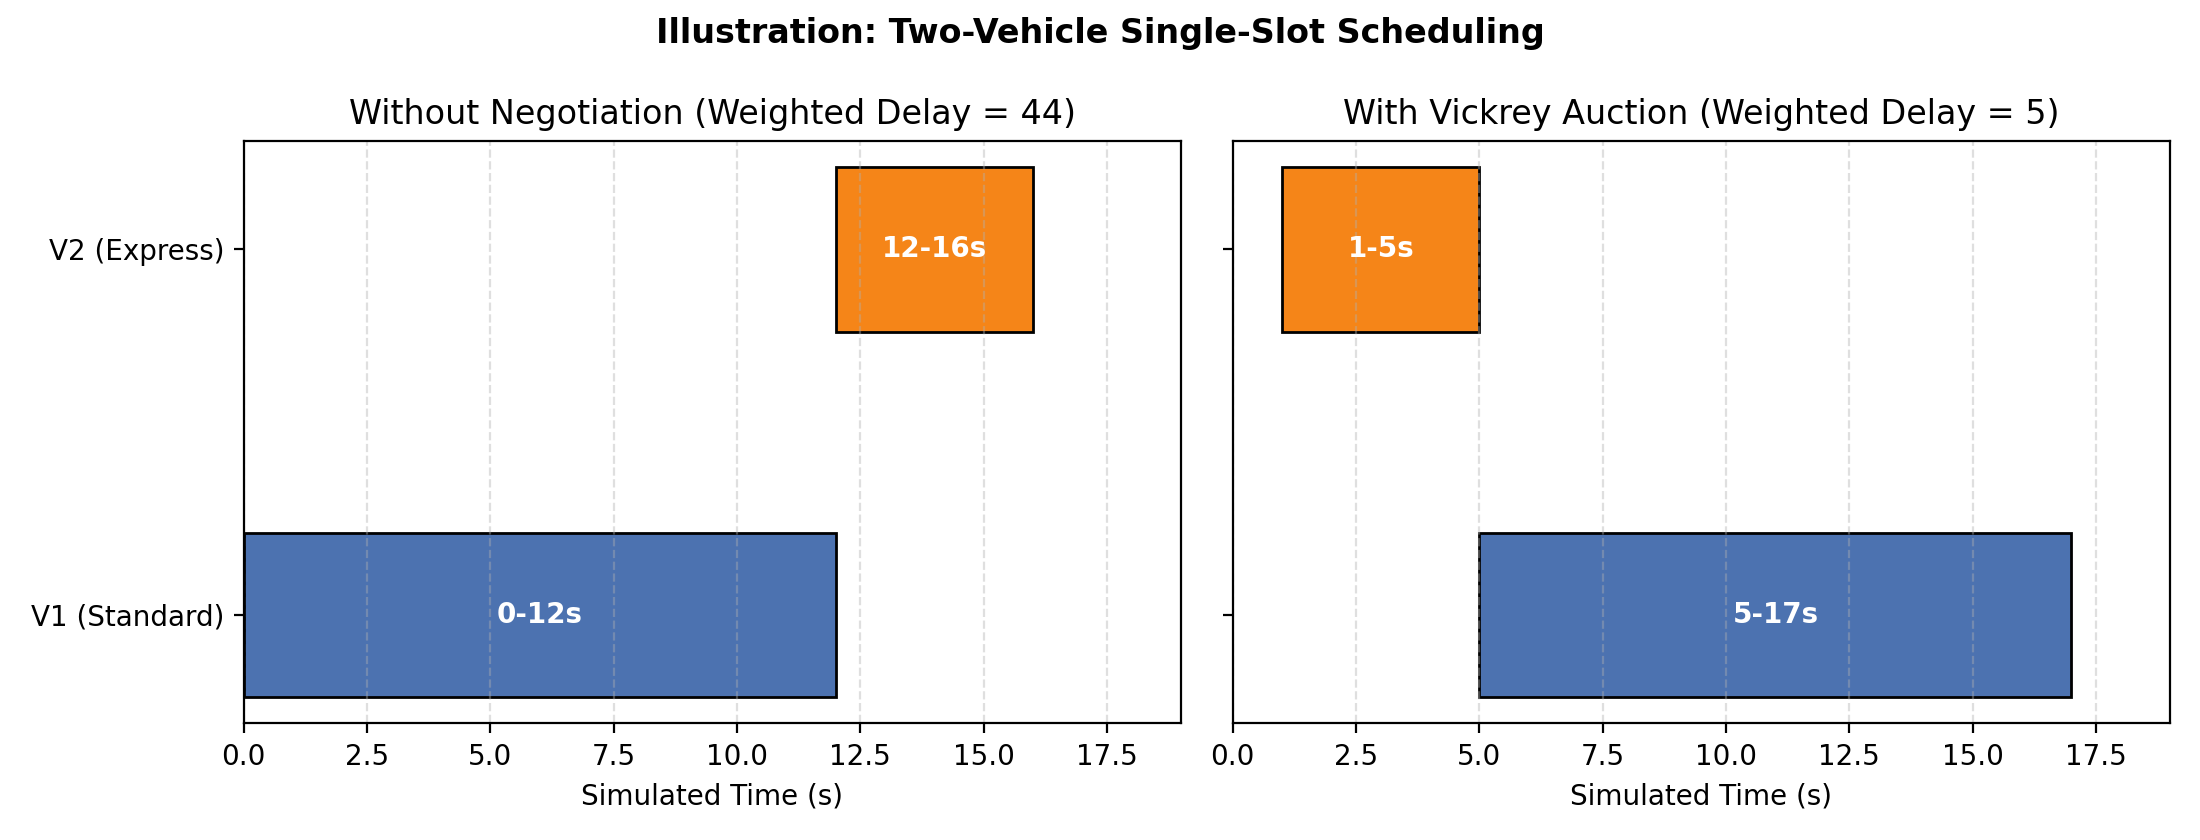 Illustration: Two-Vehicle Single-Slot Scheduling
Without Negotiation (Weighted Delay = 44)
V2 (Express)
12-16s
V1 (Standard)
0-12s
0.0 2.5 5.0 7.5 10.0 12.5 15.0 17.5
Simulated Time (s)
With Vickrey Auction (Weighted Delay = 5)
1-5s
5-17s
0.0 2.5 5.0 7.5 10.0 12.5 15.0 17.5
Simulated Time (s)